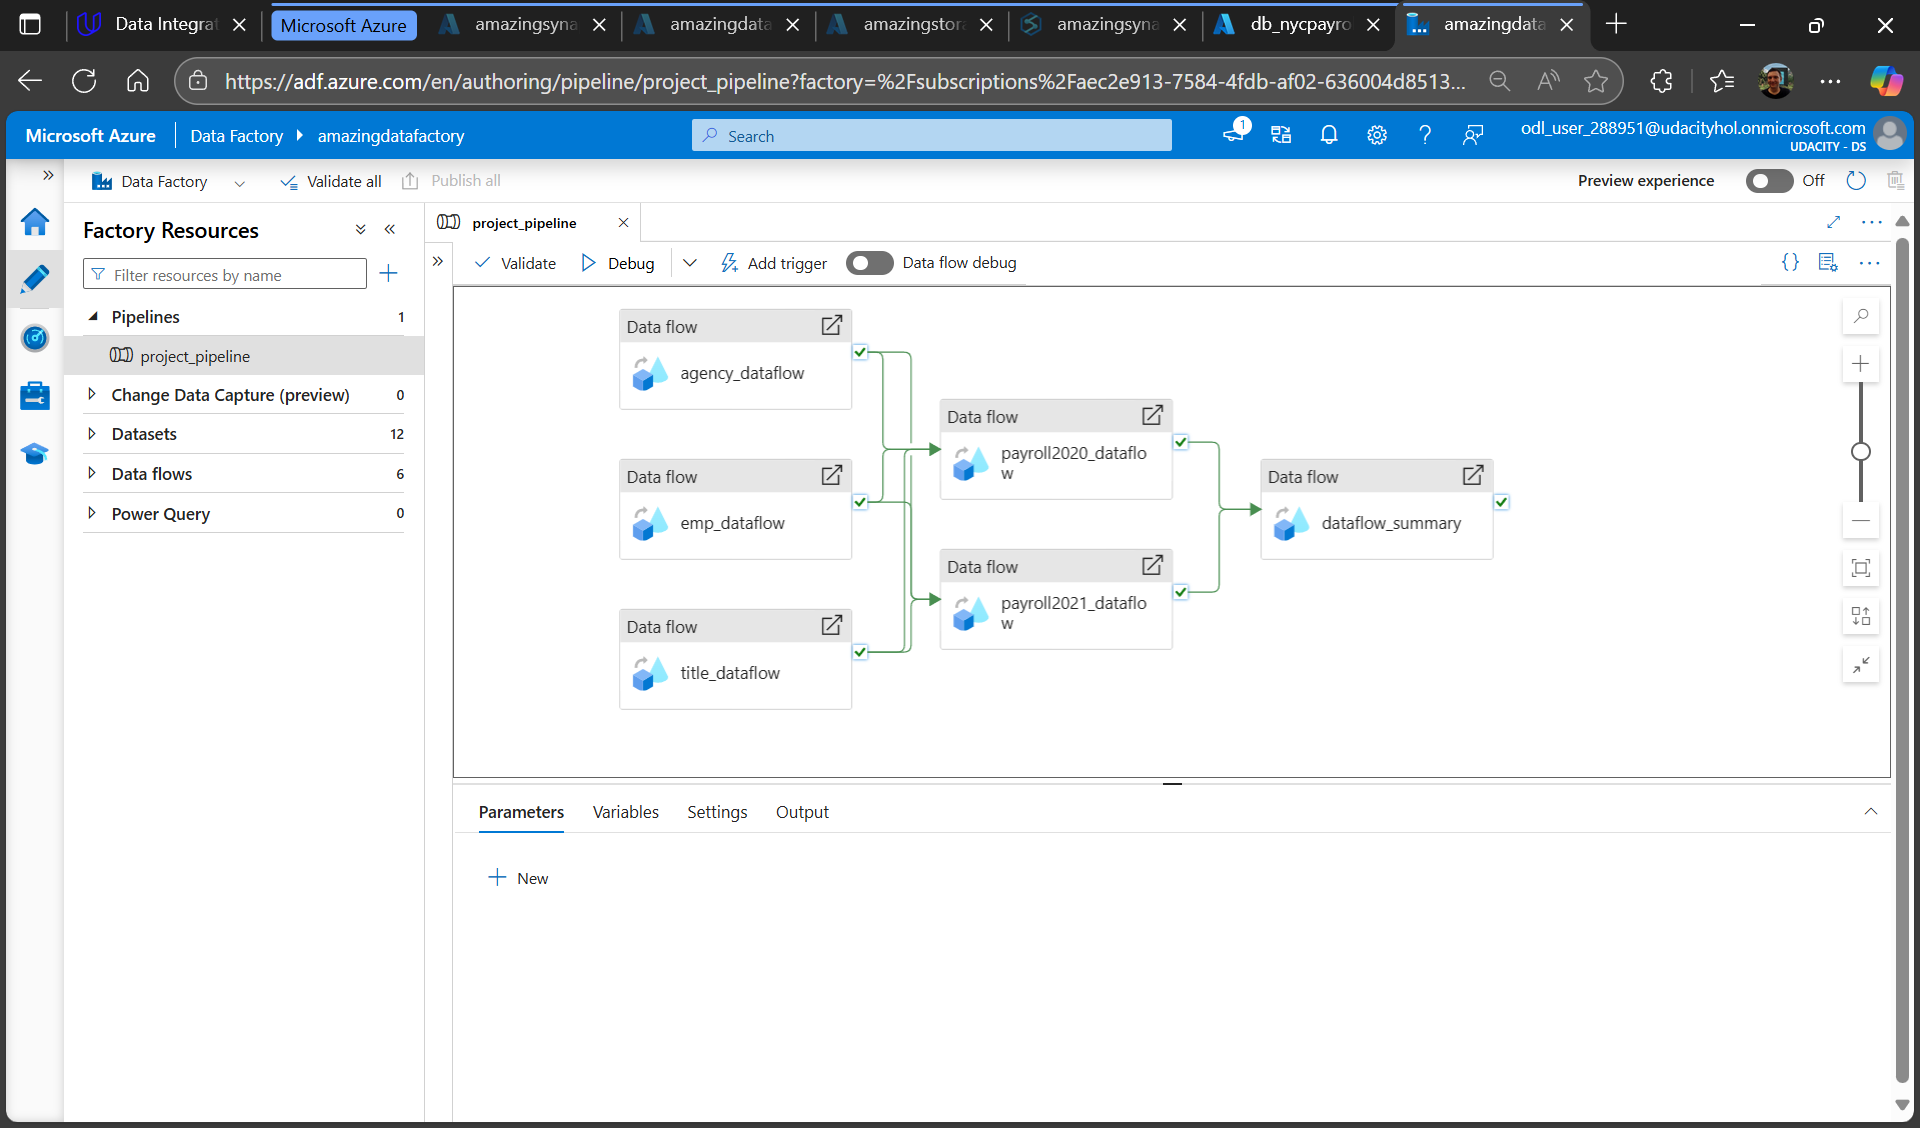 Data Integrat
Microsoft Azure
amazingsyna
amazingdata
amazingstora
amazingsyna
db_nycpayro
amazingdata
https://adf.azure.com/en/authoring/pipeline/project_pipeline?factory=%2Fsubscriptions%2Faec2e913-7584-4fdb-af02-636004d8513...
Microsoft Azure
Data Factory
amazingdatafactory
Search
1
odl_user_288951@udacityhol.onmicrosoft.com
UDACITY - DS
Data Factory
Validate all
Publish all
Preview experience
Off
Factory Resources
Filter resources by name
Pipelines 1
project_pipeline
Change Data Capture (preview) 0
Datasets 12
Data flows 6
Power Query 0
project_pipeline
Validate
Debug
Add trigger
Data flow debug
Data flow
agency_dataflow
Data flow
emp_dataflow
Data flow
title_dataflow
Data flow
payroll2020_dataflo
w
Data flow
payroll2021_dataflo
w
Data flow
dataflow_summary
Parameters
Variables
Settings
Output
New